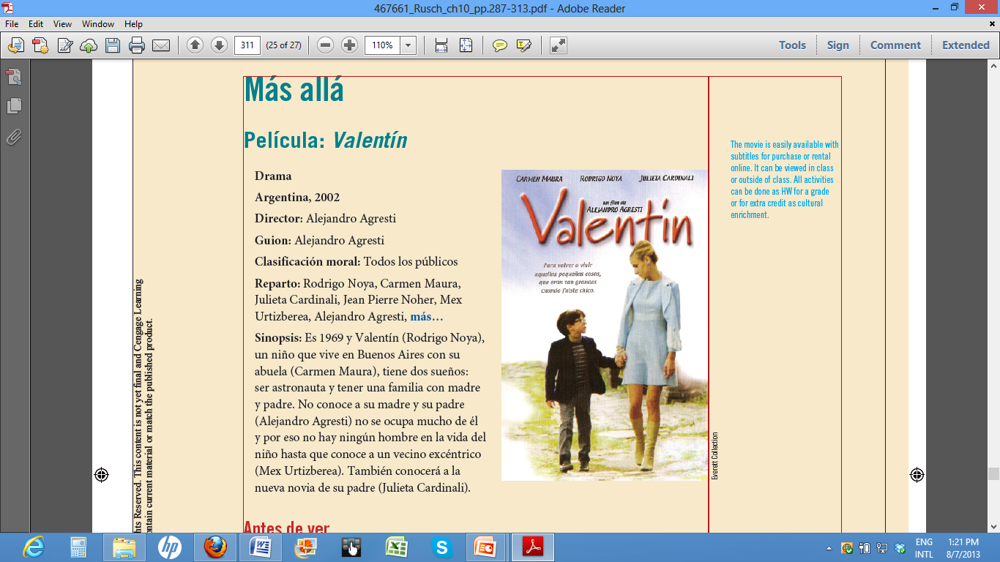 467661_Rusch_ch10_pp.287-313.pdf - Adobe Reader
File Edit View Window Help
311 (25 of 27) 110% Tools Sign Comment Extended
Más allá
Película: Valentín
Drama
Argentina, 2002
Director: Alejandro Agresti
Guion: Alejandro Agresti
Clasificación moral: Todos los públicos
Reparto: Rodrigo Noya, Carmen Maura,
Julieta Cardinali, Jean Pierre Noher, Mex
Urtizberea, Alejandro Agresti, más…
Sinopsis: Es 1969 y Valentín (Rodrigo Noya),
un niño que vive en Buenos Aires con su
abuela (Carmen Maura), tiene dos sueños:
ser astronauta y tener una familia con madre
y padre. No conoce a su madre y su padre
(Alejandro Agresti) no se ocupa mucho de él
y por eso no hay ningún hombre en la vida del
niño hasta que conoce a un vecino excéntrico
(Mex Urtizberea). También conocerá a la
nueva novia de su padre (Julieta Cardinali).
CARMEN MAURA RODRIGO NOYA JULIETA CARDINALI
un film de
ALEJANDRO AGRESTI
Valentín
Para volver a vivir
aquellas pequeñas cosas,
que eran tan grandes
cuando fuiste chico.
Everett Collection
The movie is easily available with
subtitles for purchase or rental
online. It can be viewed in class
or outside of class. All activities
can be done as HW for a grade
or for extra credit as cultural
enrichment.
hts Reserved. This content is not yet final and Cengage Learning
ontain current material or match the published product.
Antes de ver
hp
ENG
INTL
1:21 PM
8/7/2013